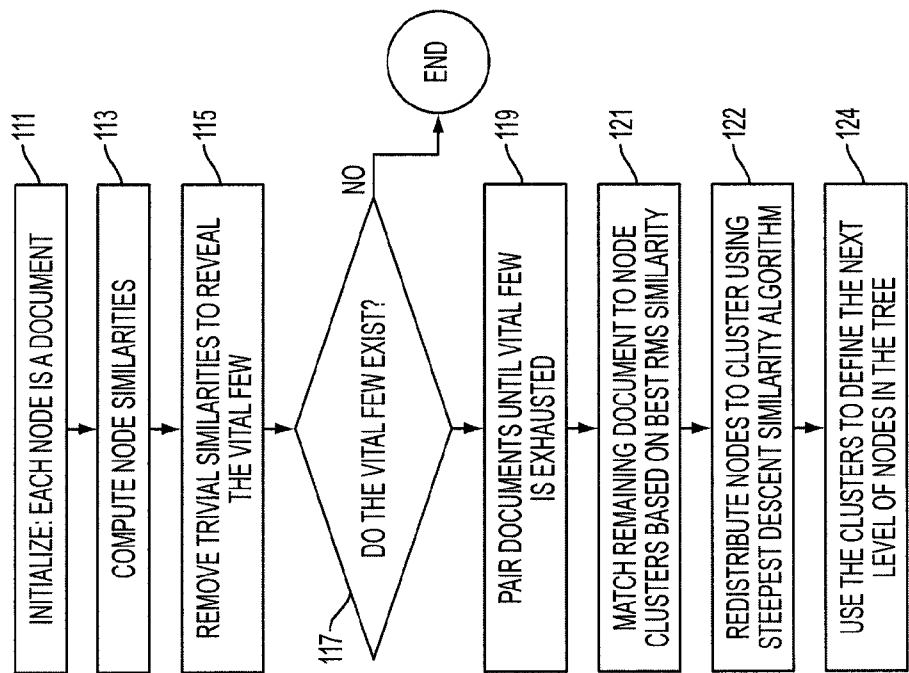 111
INITIALIZE: EACH NODE IS A DOCUMENT
113
COMPUTE NODE SIMILARITIES
115
REMOVE TRIVIAL SIMILARITIES TO REVEAL
THE VITAL FEW
117
DO THE VITAL FEW EXIST?
NO
END
119
PAIR DOCUMENTS UNTIL VITAL FEW
IS EXHAUSTED
121
MATCH REMAINING DOCUMENT TO NODE
CLUSTERS BASED ON BEST RMS SIMILARITY
122
REDISTRIBUTE NODES TO CLUSTER USING
STEEPEST DESCENT SIMILARITY ALGORITHM
124
USE THE CLUSTERS TO DEFINE THE NEXT
LEVEL OF NODES IN THE TREE